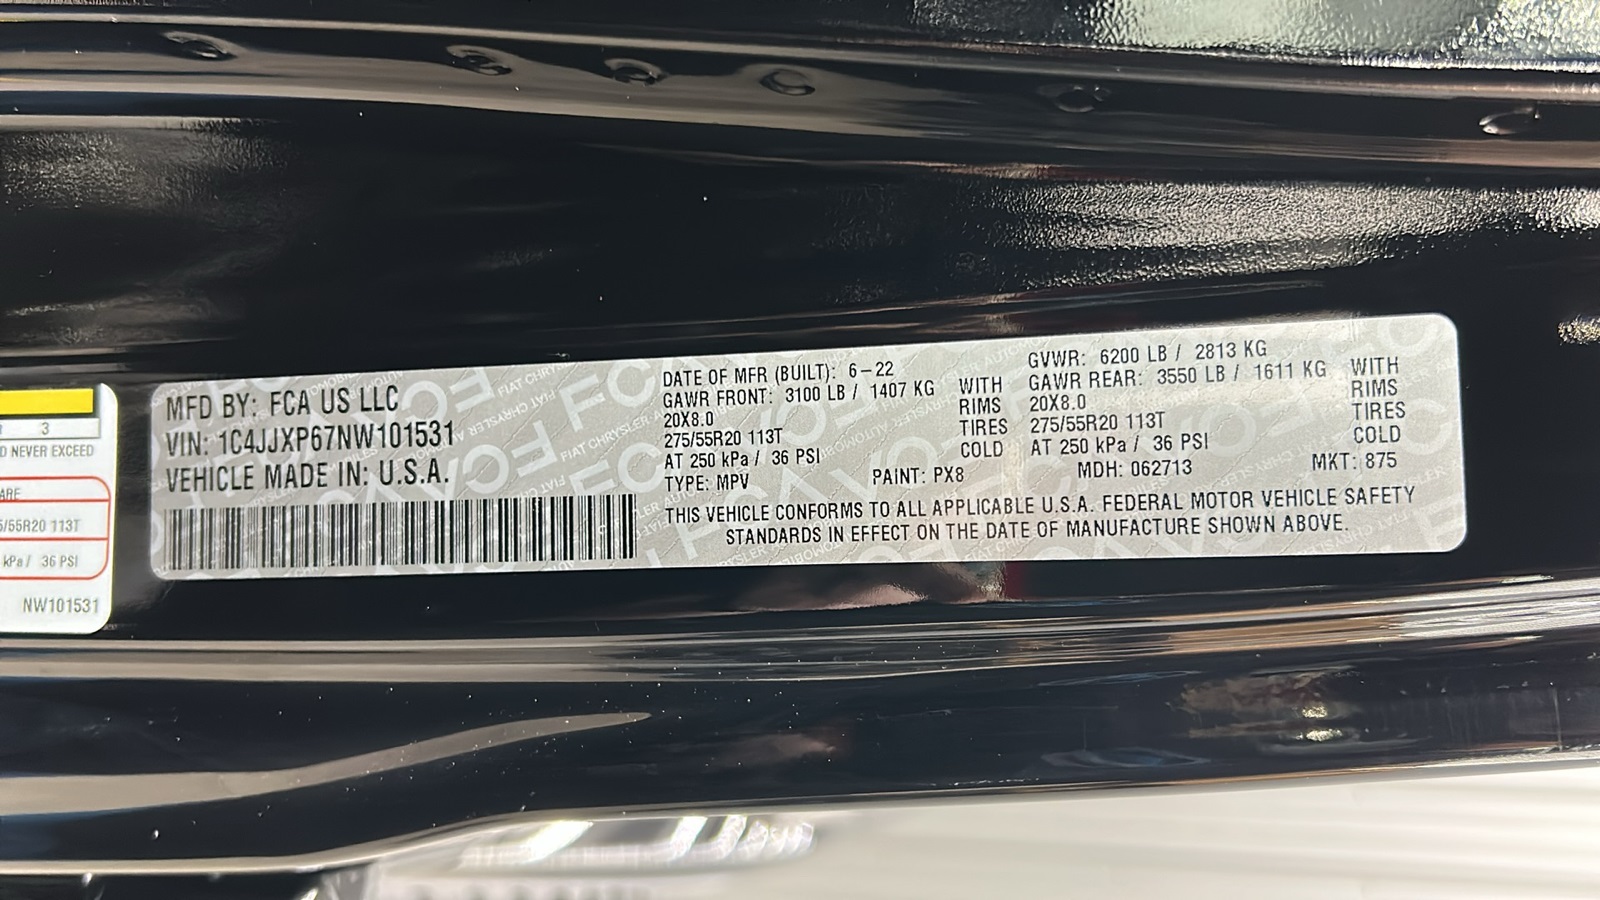 3
D NEVER EXCEED
ARE
5/55R20 113T
kPa / 36 PSI
NW101531
MFD BY: FCA US LLC
VIN: 1C4JJXP67NW101531
VEHICLE MADE IN: U.S.A.
DATE OF MFR (BUILT): 6-22
GAWR FRONT: 3100 LB / 1407 KG WITH
20X8.0 RIMS
275/55R20 113T TIRES
AT 250 kPa / 36 PSI COLD
TYPE: MPV PAINT: PX8
GVWR: 6200 LB / 2813 KG
GAWR REAR: 3550 LB / 1611 KG WITH
20X8.0 RIMS
275/55R20 113T TIRES
AT 250 kPa / 36 PSI COLD
MDH: 062713 MKT: 875
THIS VEHICLE CONFORMS TO ALL APPLICABLE U.S.A. FEDERAL MOTOR VEHICLE SAFETY
STANDARDS IN EFFECT ON THE DATE OF MANUFACTURE SHOWN ABOVE.